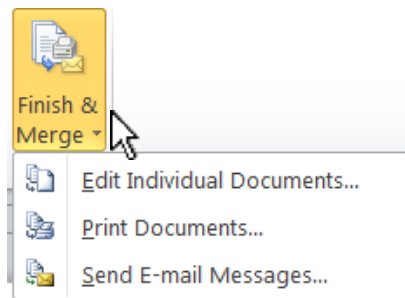 Finish &
Merge
Edit Individual Documents...
Print Documents...
Send E-mail Messages...